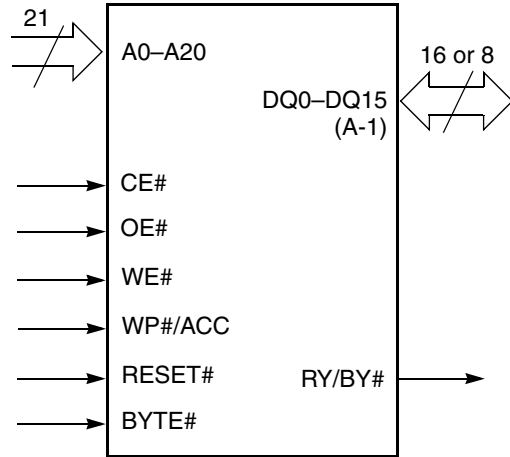 21
A0–A20
16 or 8
DQ0–DQ15
(A-1)
CE#
OE#
WE#
WP#/ACC
RESET#
RY/BY#
BYTE#